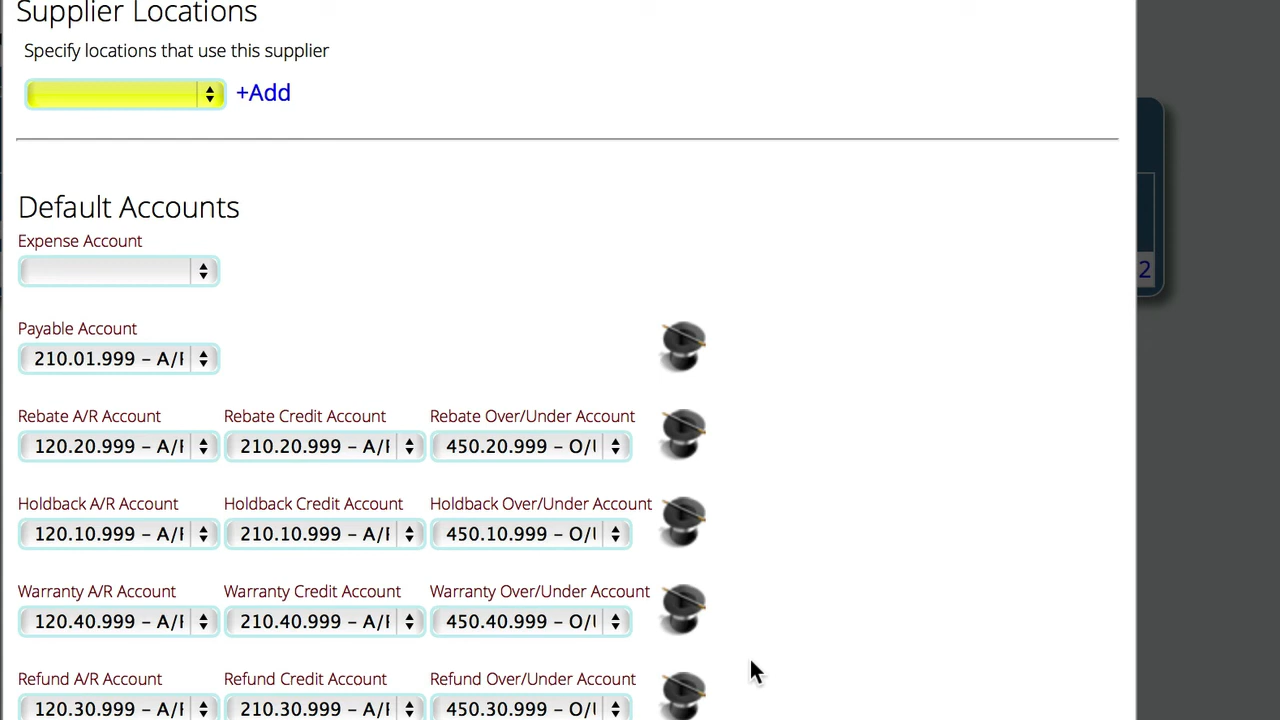 Supplier Locations
Specify locations that use this supplier
+Add
Default Accounts
Expense Account
2
Payable Account
210.01.999 – A/
Rebate A/R Account Rebate Credit Account Rebate Over/Under Account
120.20.999 – A/ 210.20.999 – A/ 450.20.999 – O/
Holdback A/R Account Holdback Credit Account Holdback Over/Under Account
120.10.999 – A/ 210.10.999 – A/ 450.10.999 – O/
Warranty A/R Account Warranty Credit Account Warranty Over/Under Account
120.40.999 – A/ 210.40.999 – A/ 450.40.999 – O/
Refund A/R Account Refund Credit Account Refund Over/Under Account
120.30.999 – A/ 210.30.999 – A/ 450.30.999 – O/